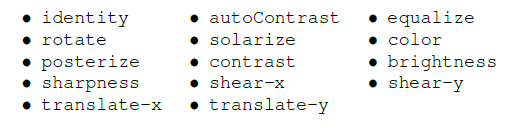 • identity • autoContrast • equalize
• rotate • solarize • color
• posterize • contrast • brightness
• sharpness • shear-x • shear-y
• translate-x • translate-y